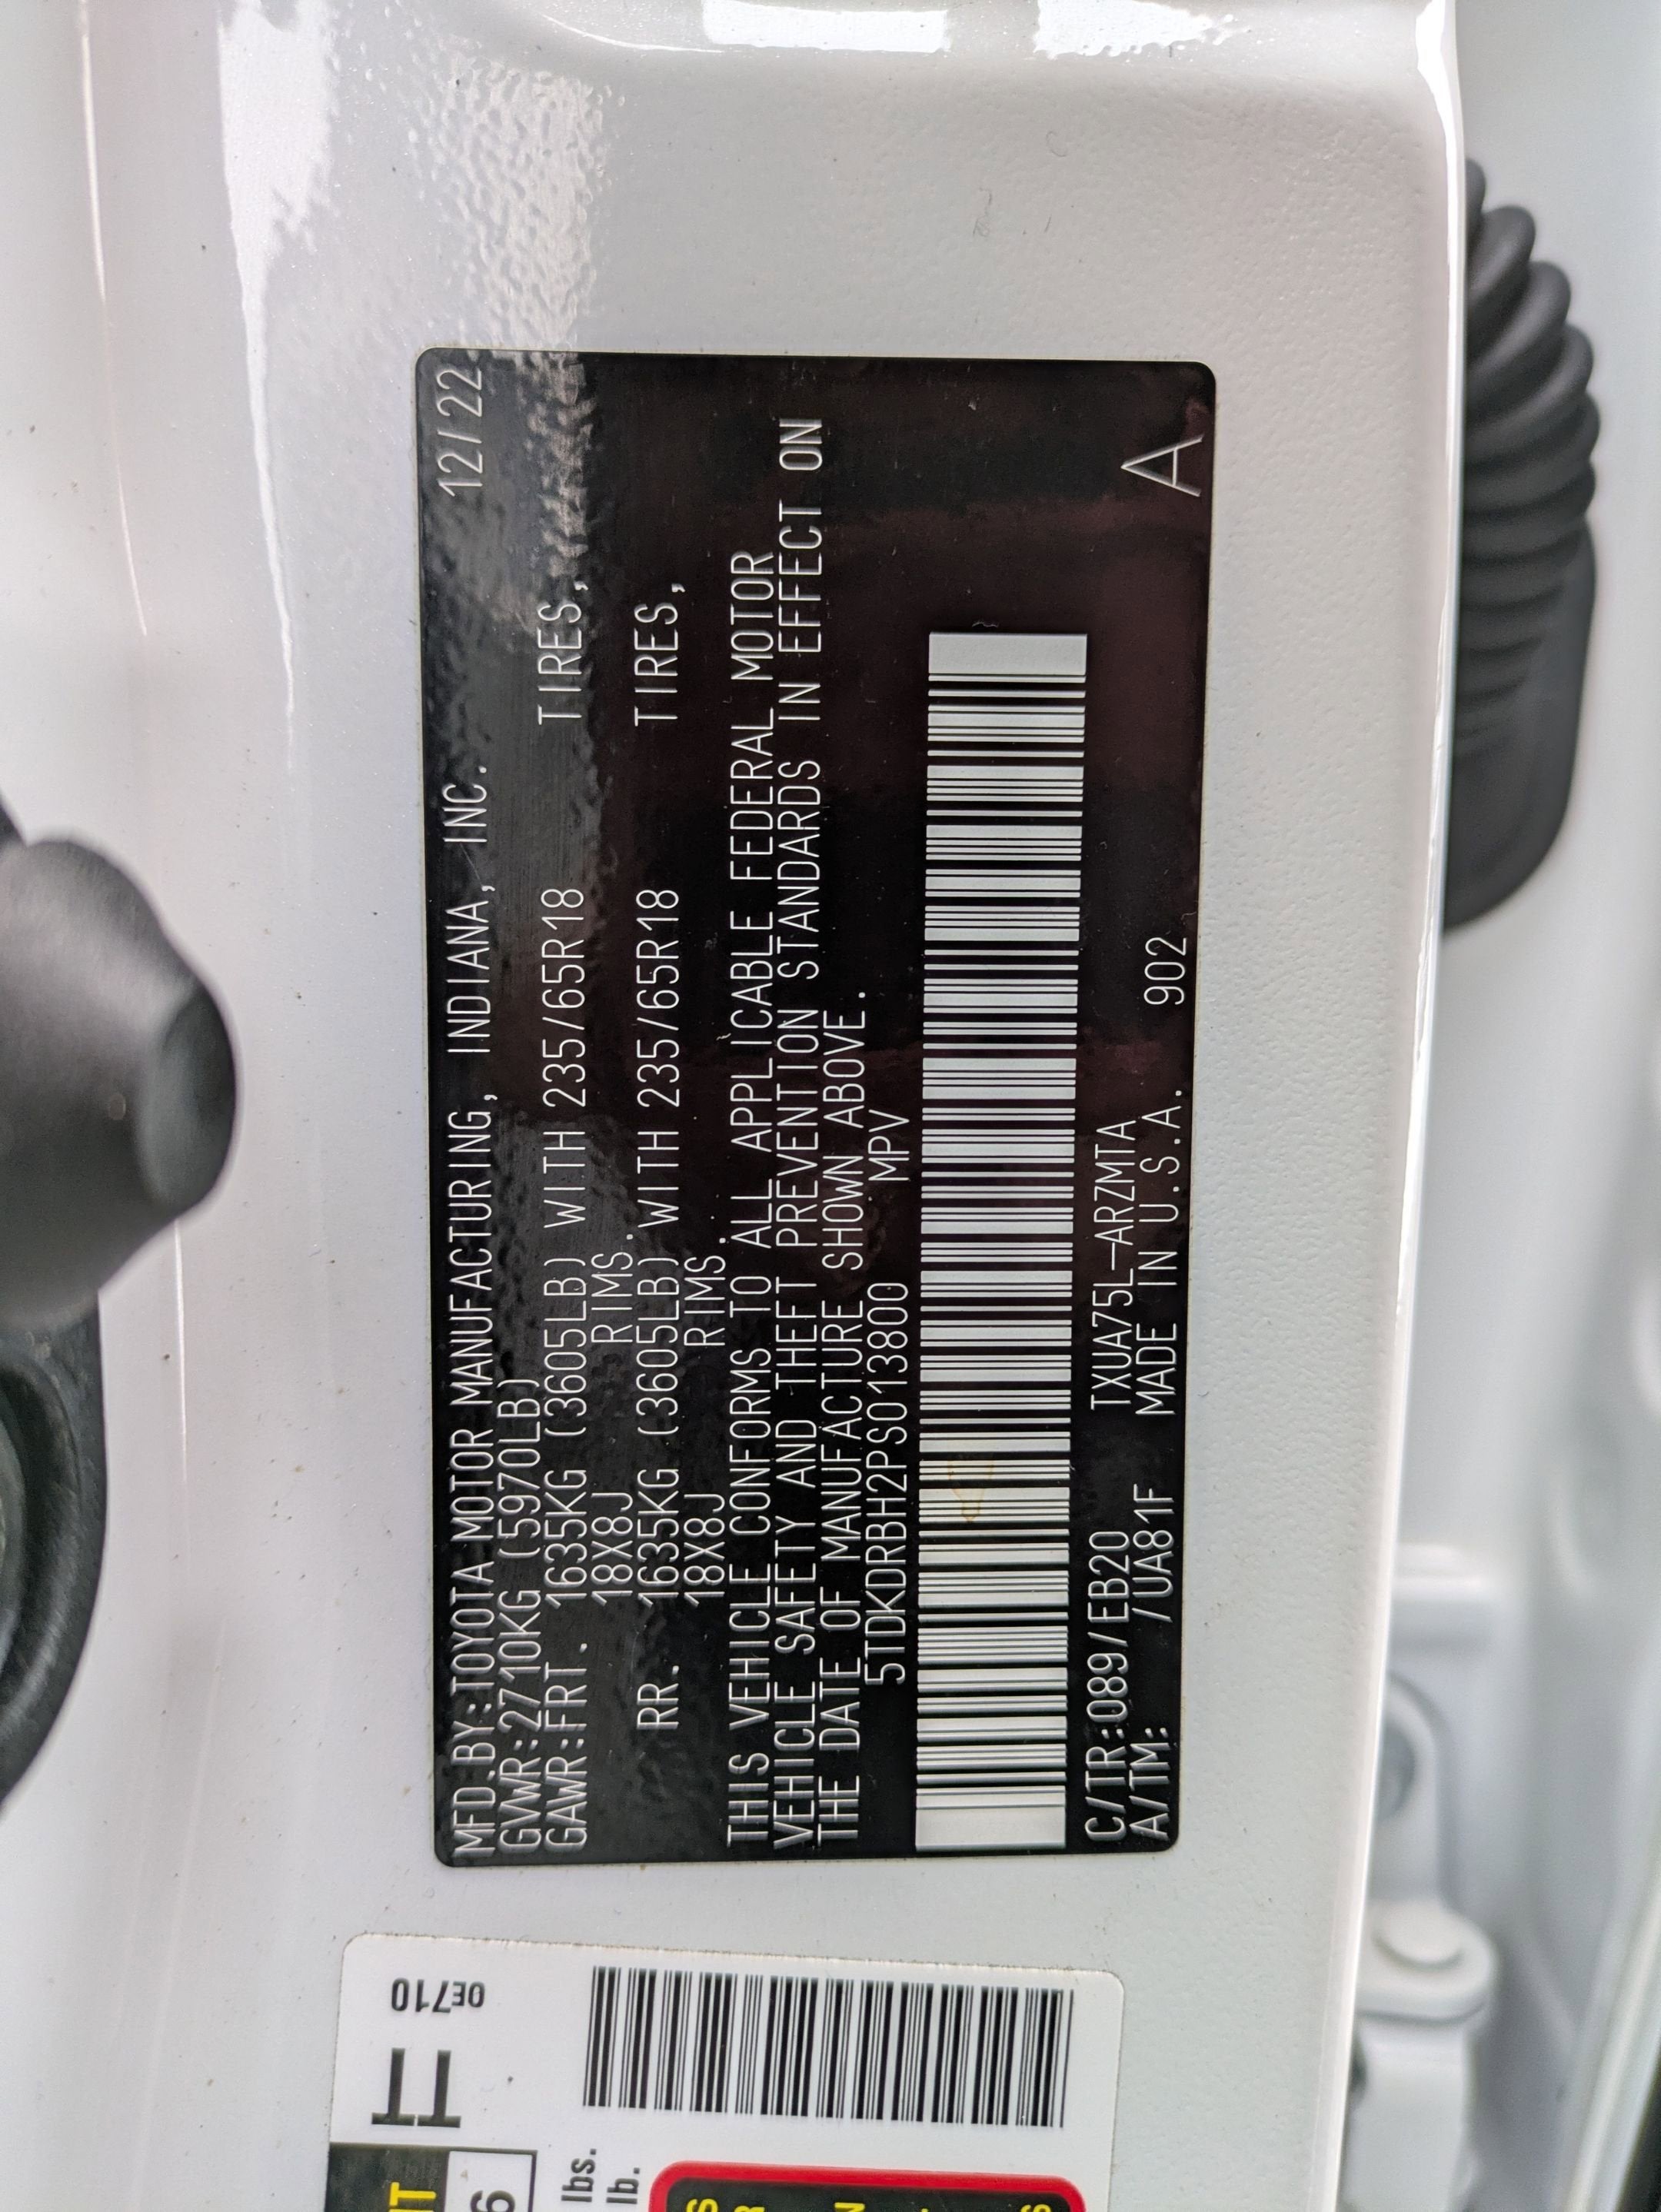 MFD.BY:TOYOTA MOTOR MANUFACTURING, INDIANA, INC. 12/22
GVWR:2710KG (5970LB)
GAWR:FRT. 1635KG (3605LB) WITH 235/65R18 TIRES,
18X8J RIMS.
RR. 1635KG (3605LB) WITH 235/65R18 TIRES,
18X8J RIMS.
THIS VEHICLE CONFORMS TO ALL APPLICABLE FEDERAL MOTOR
VEHICLE SAFETY AND THEFT PREVENTION STANDARDS IN EFFECT ON
THE DATE OF MANUFACTURE SHOWN ABOVE.
5TDKDRBH2PS013800 MPV
C/TR:089/EB20 TXUA75L-ARZMTA
A/TM: /UA81F MADE IN U.S.A. 902 A
0E710
lbs.
lb.